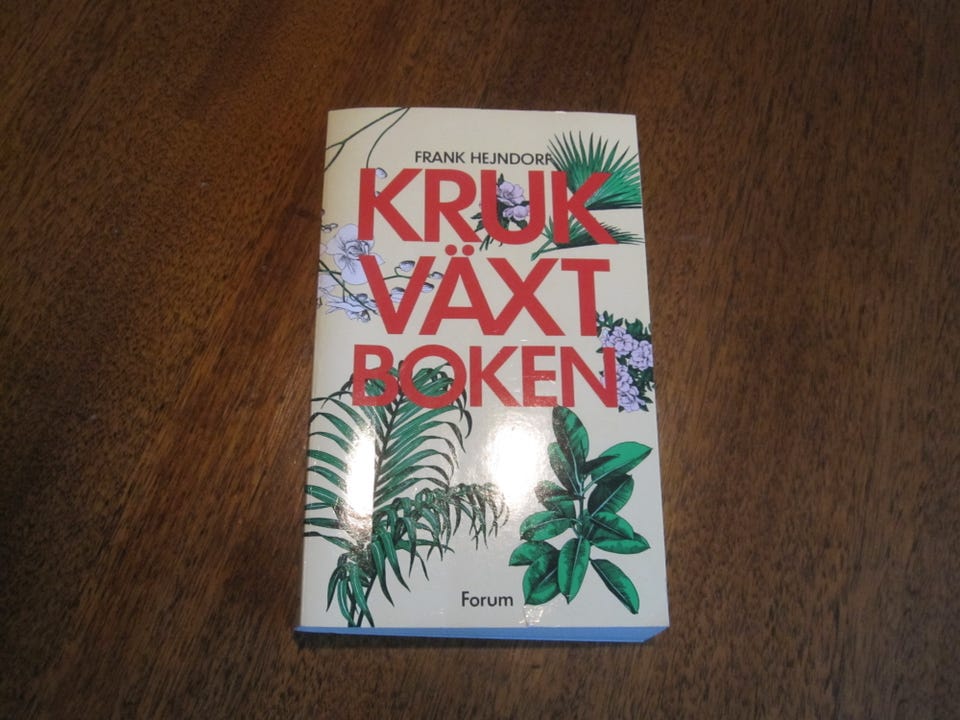 FRANK HEJNDORF
KRUK
VÄXT
BOKEN
Forum